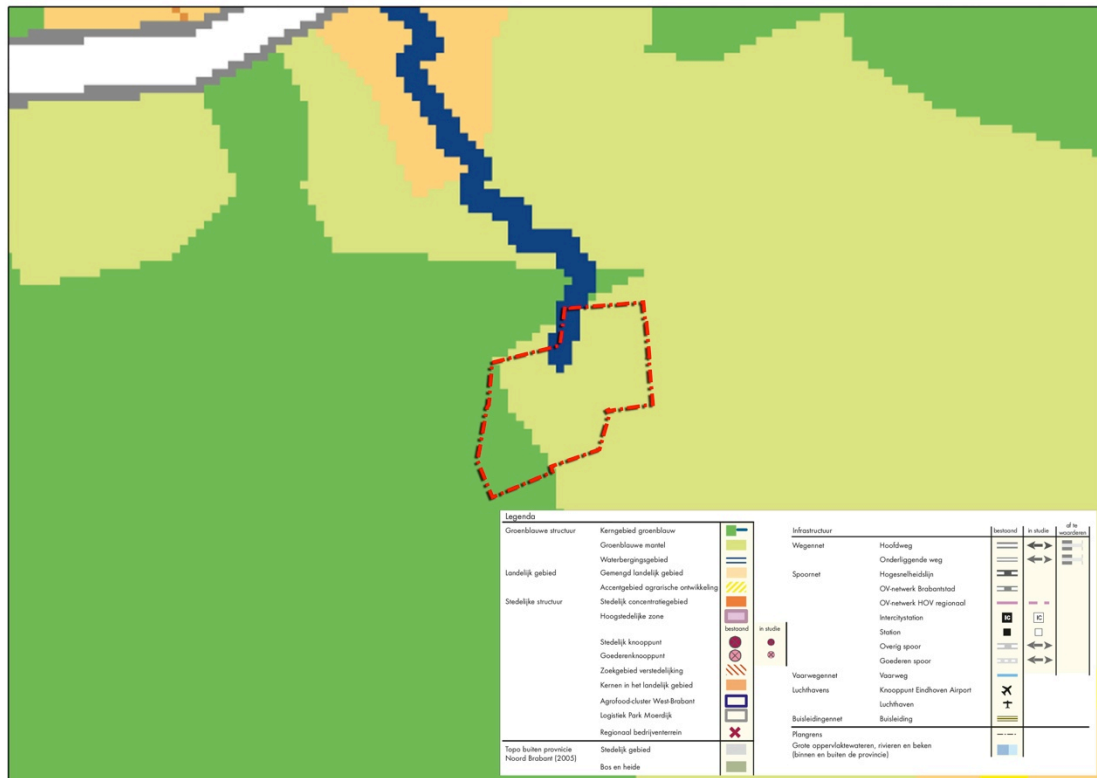 Legenda
Groenblauwe structuur
Kerngebied groenblauw
Groenblauwe mantel
Waterbergingsgebied
Landelijk gebied
Gemengd landelijk gebied
Accentgebied agrarische ontwikkeling
Stedelijke structuur
Stedelijk concentratiegebied
Hoogstedelijke zone
bestaand
in studie
Stedelijk knooppunt
Goederenknooppunt
Zoekgebied verstedelijking
Kernen in het landelijk gebied
Agrofood-cluster West-Brabant
Logistiek Park Moerdijk
Regionaal bedrijventerrein
Topo buiten provnicie
Noord Brabant (2005)
Stedelijk gebied
Bos en heide
Infrastructuur
bestaand
in studie
af te
waarderen
Wegennet
Hoofdweg
Onderliggende weg
Spoornet
Hogesnelheidslijn
OV-netwerk Brabantstad
OV-netwerk HOV regionaal
Intercitystation
IC
IC
Station
Overig spoor
Goederen spoor
Vaarwegennet
Vaarweg
Luchthavens
Knooppunt Eindhoven Airport
Luchthaven
Buisleidingennet
Buisleiding
Plangrens
Grote oppervlaktewateren, rivieren en beken
(binnen en buiten de provincie)